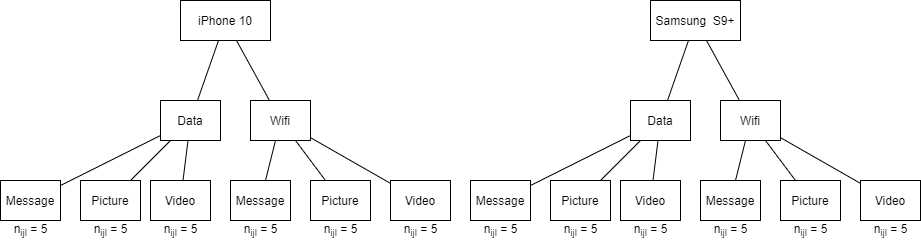 iPhone 10 Samsung S9+
Data Wifi Data Wifi
Message Picture Video Message Picture Video Message Picture Video Message Picture Video
nijl = 5 nijl = 5 nijl = 5 nijl = 5 nijl = 5 nijl = 5 nijl = 5 nijl = 5 nijl = 5 nijl = 5 nijl = 5 nijl = 5